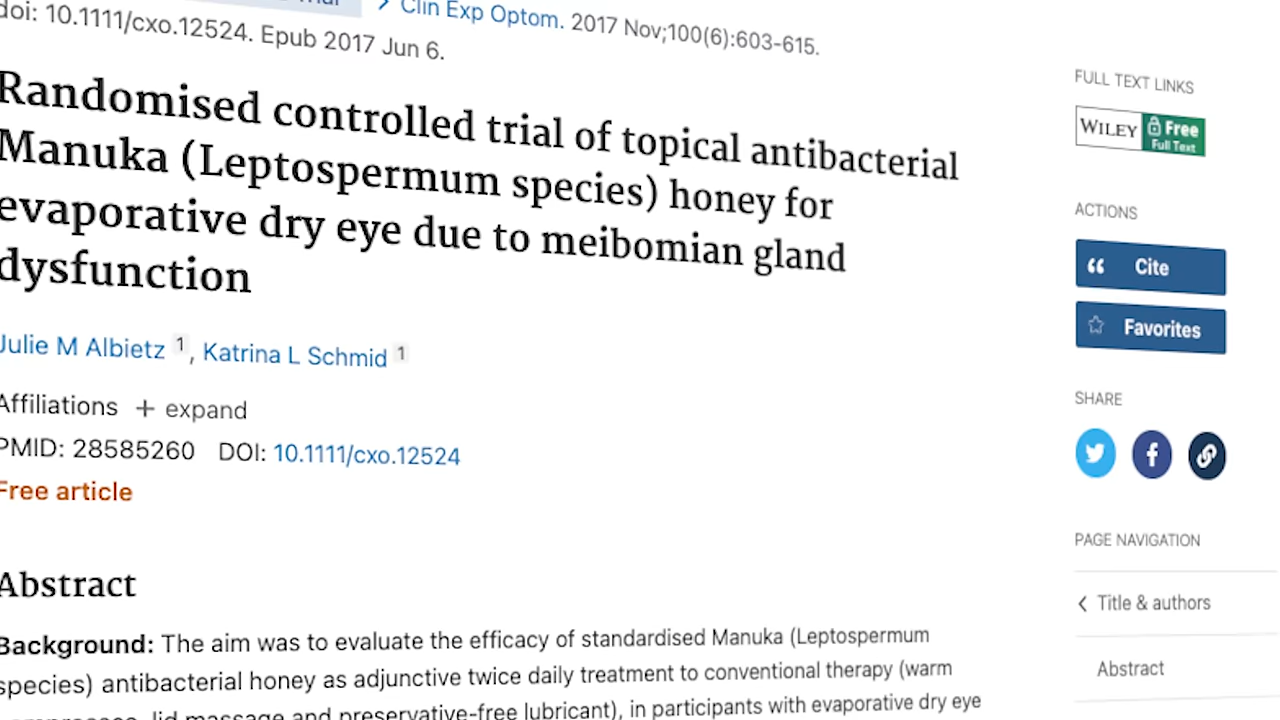 Clin Exp Optom. 2017 Nov;100(6):603-615.
doi: 10.1111/cxo.12524. Epub 2017 Jun 6.
Randomised controlled trial of topical antibacterial
Manuka (Leptospermum species) honey for
evaporative dry eye due to meibomian gland
dysfunction
Julie M Albietz 1, Katrina L Schmid 1
Affiliations + expand
PMID: 28585260 DOI: 10.1111/cxo.12524
Free article
Abstract
Background: The aim was to evaluate the efficacy of standardised Manuka (Leptospermum
species) antibacterial honey as adjunctive twice daily treatment to conventional therapy (warm
lid massage and preservative-free lubricant), in participants with evaporative dry eye
FULL TEXT LINKS
WILEY Free
Full Text
ACTIONS
Cite
Favorites
SHARE
PAGE NAVIGATION
< Title & authors
Abstract